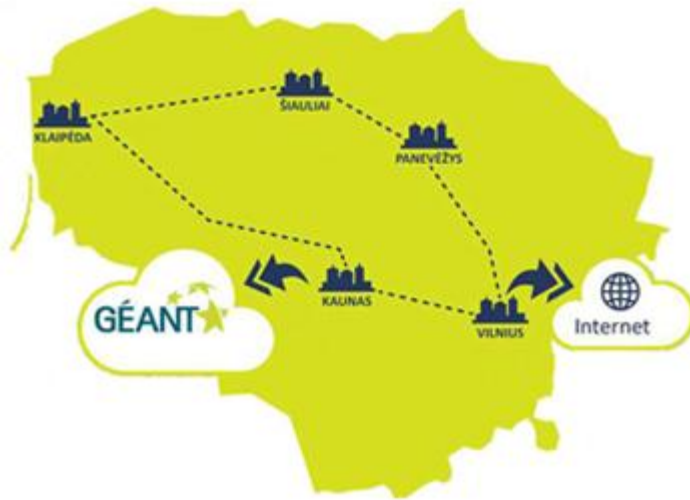 ŠIAULIAI
KLAIPĖDA
PANEVĖŽYS
GÉANT
KAUNAS
VILNIUS
Internet